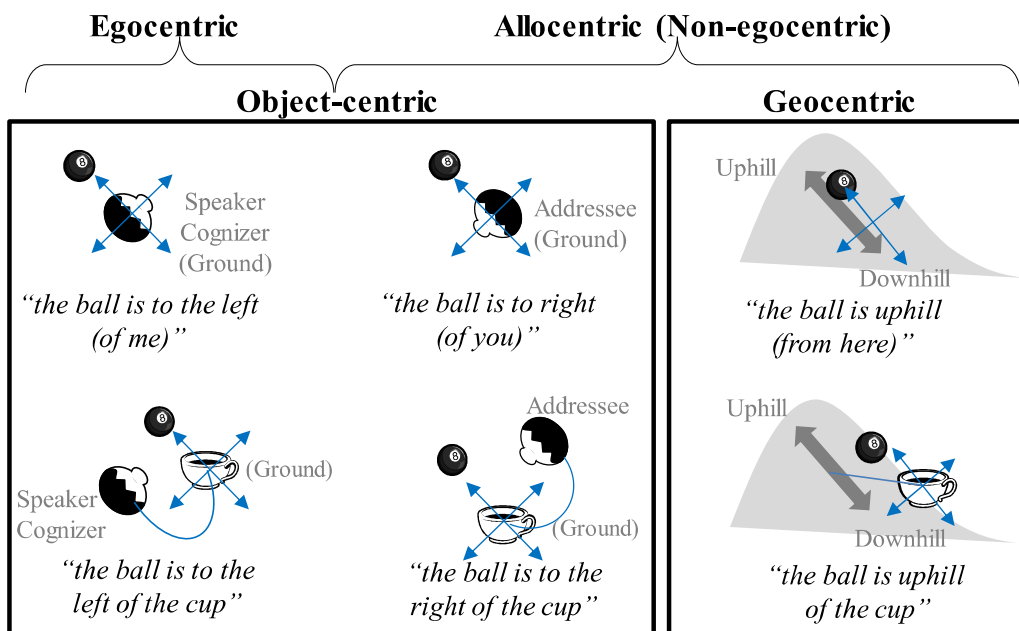 Egocentric
Allocentric (Non-egocentric)
Object-centric
Geocentric
8
Speaker
Cognizer
(Ground)
“the ball is to the left
(of me)”
8
Addressee
(Ground)
“the ball is to right
(of you)”
Uphill
8
Downhill
“the ball is uphill
(from here)”
8
(Ground)
Speaker
Cognizer
“the ball is to the
left of the cup”
Addressee
8
(Ground)
“the ball is to the
right of the cup”
Uphill
8
Downhill
“the ball is uphill
of the cup”